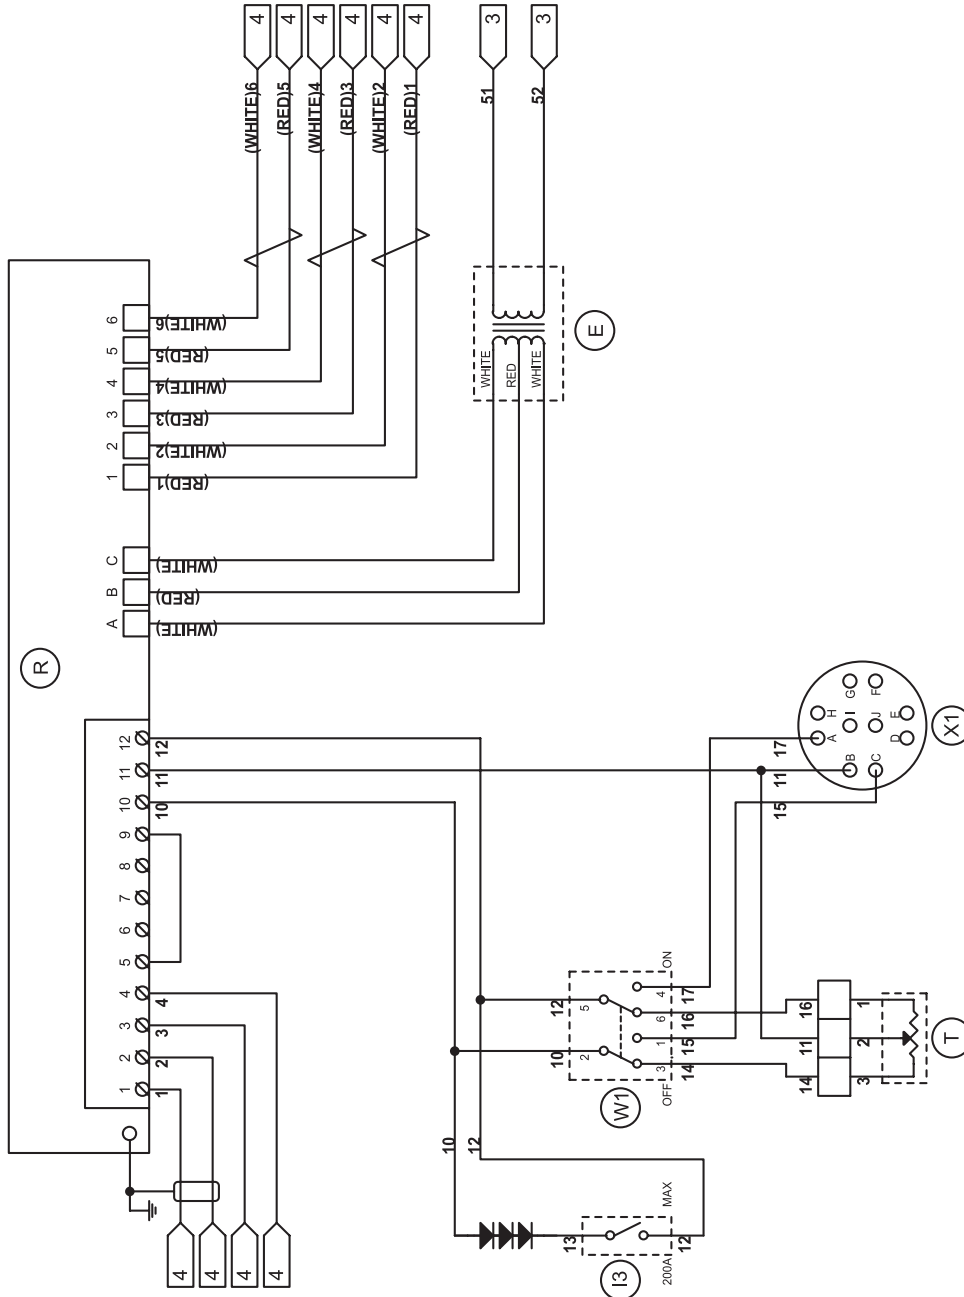 4
4
4
4
4
4
3
3
(WHITE)6
(RED)5
(WHITE)4
(RED)3
(WHITE)2
(RED)1
51
52
6
5
4
3
2
1
(WHITE)6
(RED)5
(WHITE)4
(RED)3
(WHITE)2
(RED)1
E
WHITE
RED
WHITE
C
B
A
(WHITE)
(RED)
(WHITE)
R
12
11
10
9
8
7
6
5
4
3
2
1
12
11
10
4
3
2
1
17
11
15
H
G
A
I
B
J
F
C
E
D
X1
ON
12
5
4
17
6
16
10
2
1
15
3
14
OFF
W1
16
1
11
2
14
3
T
10
12
MAX
13
12
200A
I3
4
4
4
4